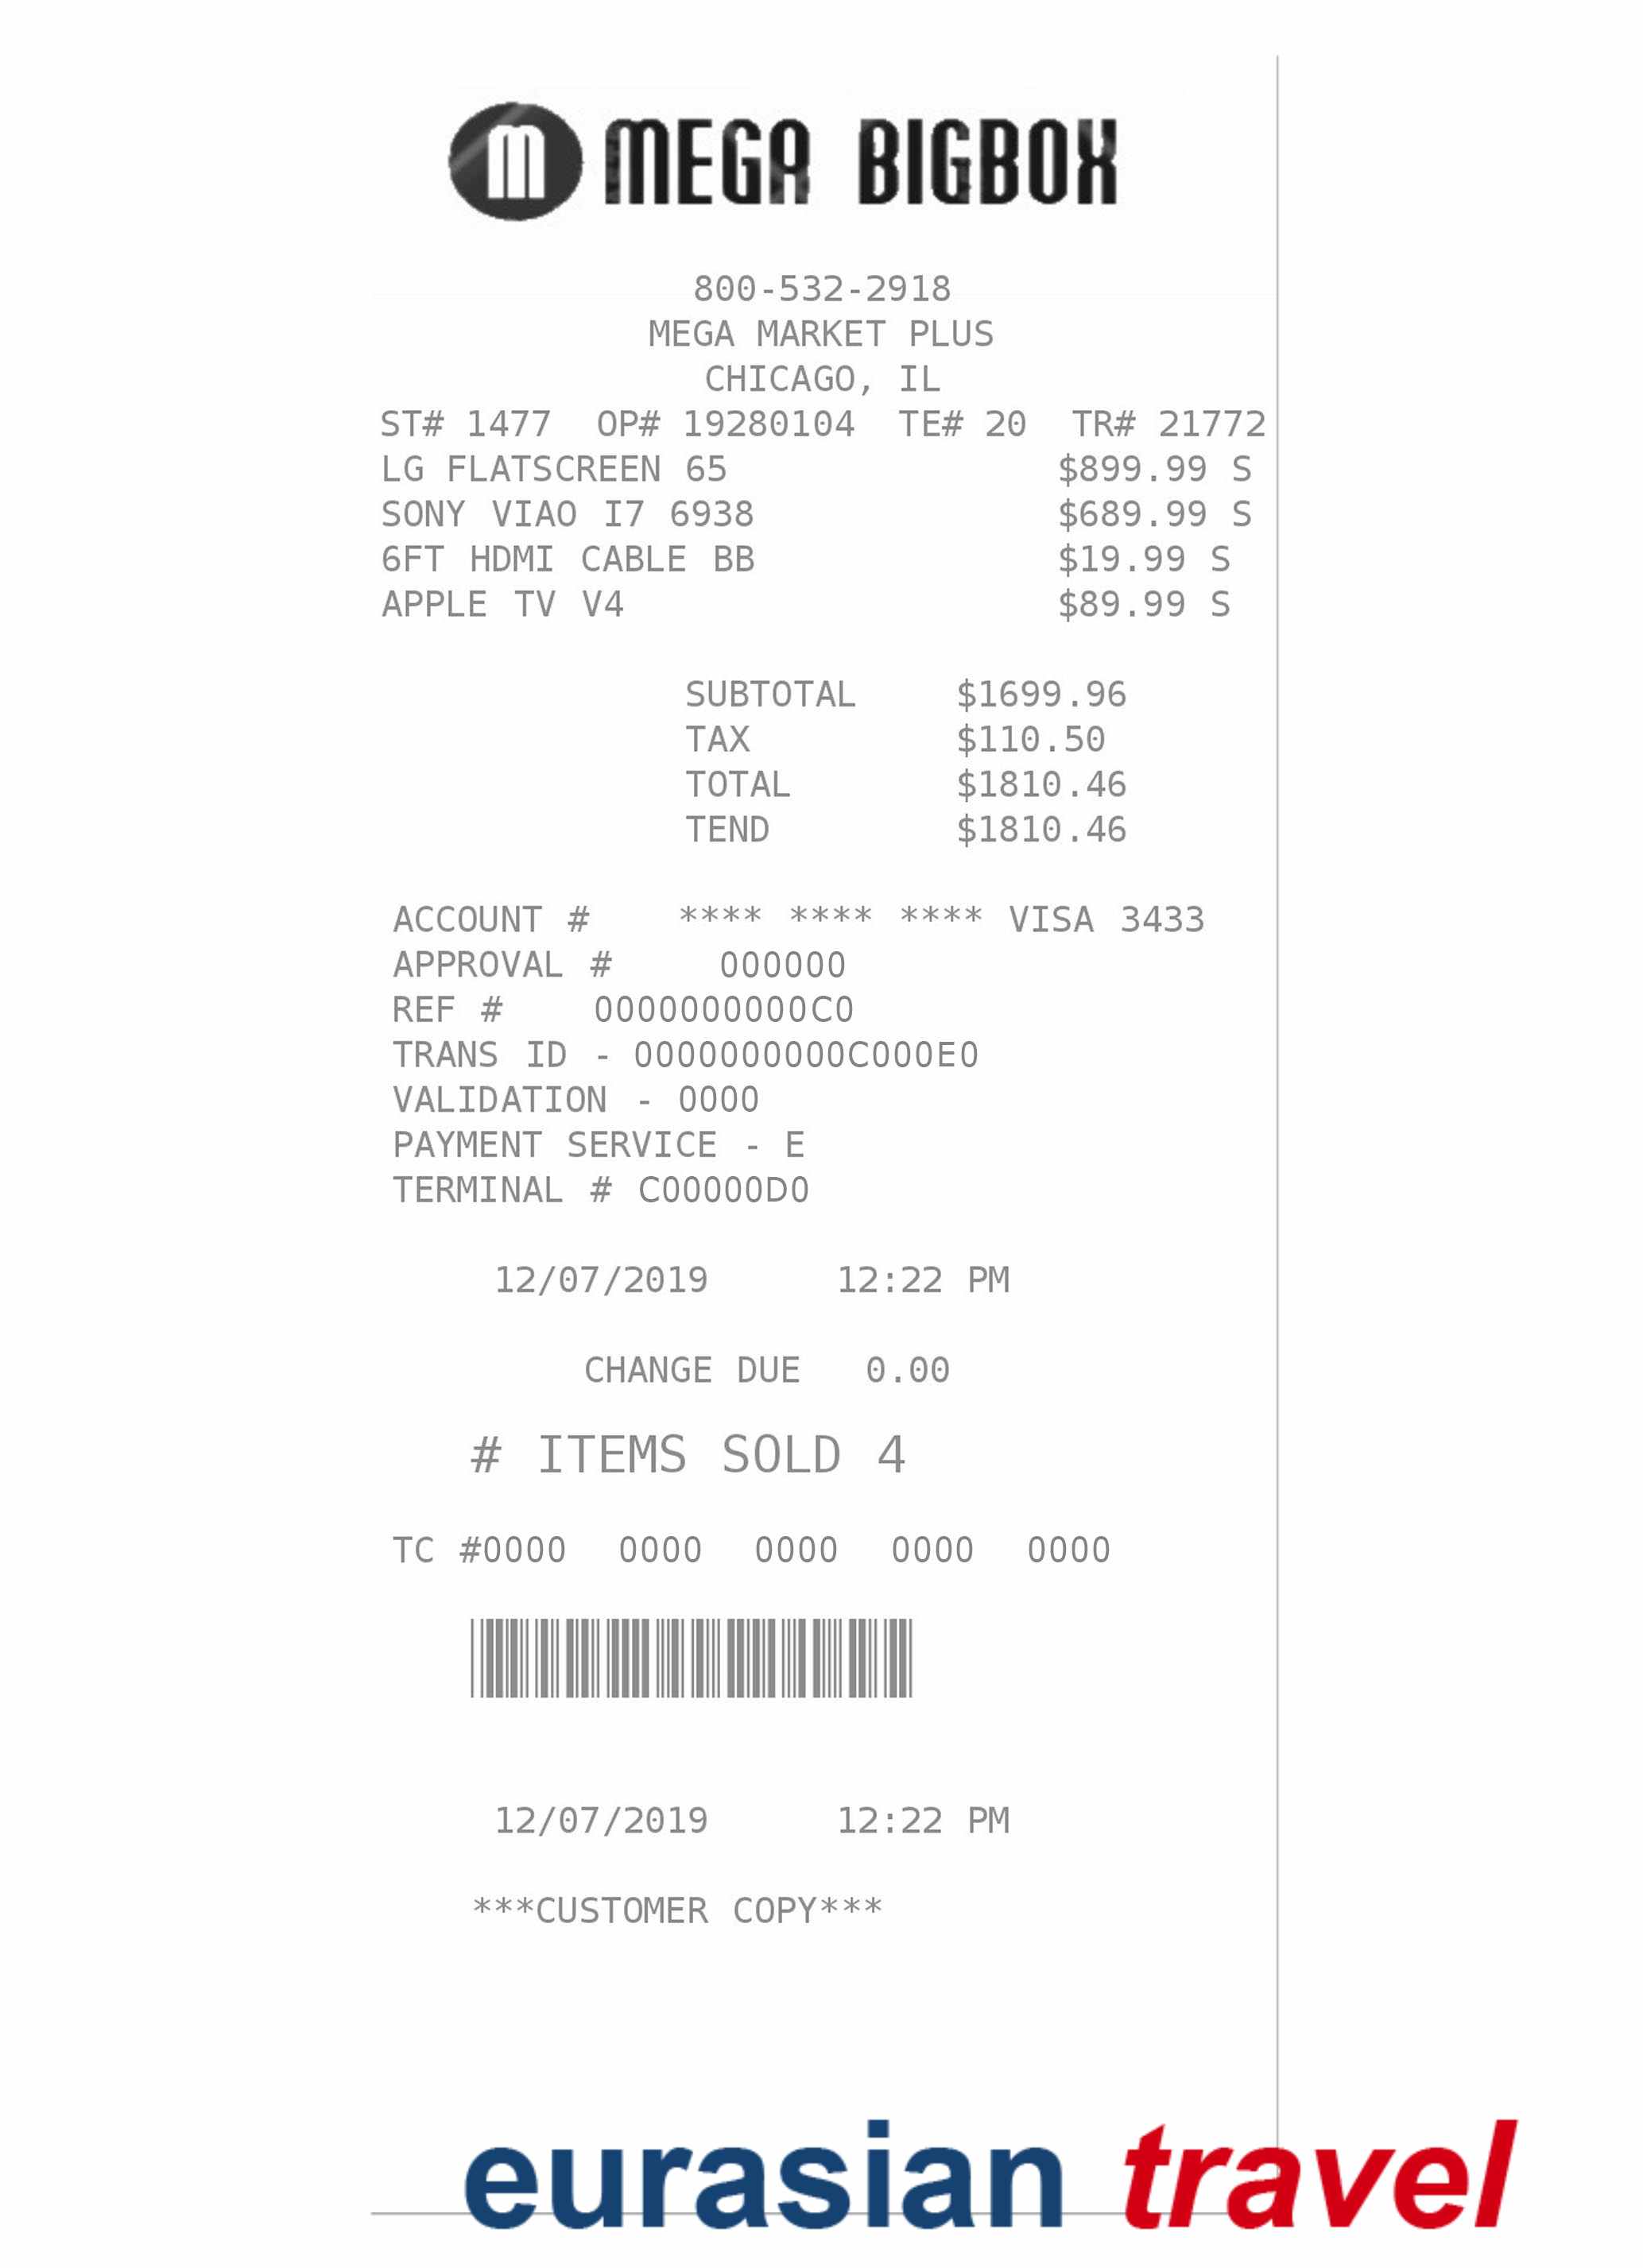 MEGA BIGBOX
800-532-2918
MEGA MARKET PLUS
CHICAGO, IL
ST# 1477 OP# 19280104 TE# 20 TR# 21772
LG FLATSCREEN 65 $899.99 S
SONY VIAO I7 6938 $689.99 S
6FT HDMI CABLE BB $19.99 S
APPLE TV V4 $89.99 S
SUBTOTAL $1699.96
TAX $110.50
TOTAL $1810.46
TEND $1810.46
ACCOUNT # **** **** **** VISA 3433
APPROVAL # 000000
REF # 0000000000C0
TRANS ID - 0000000000C000E0
VALIDATION - 0000
PAYMENT SERVICE - E
TERMINAL # C00000D0
12/07/2019 12:22 PM
CHANGE DUE 0.00
# ITEMS SOLD 4
TC #0000 0000 0000 0000 0000
12/07/2019 12:22 PM
***CUSTOMER COPY***
eurasian travel